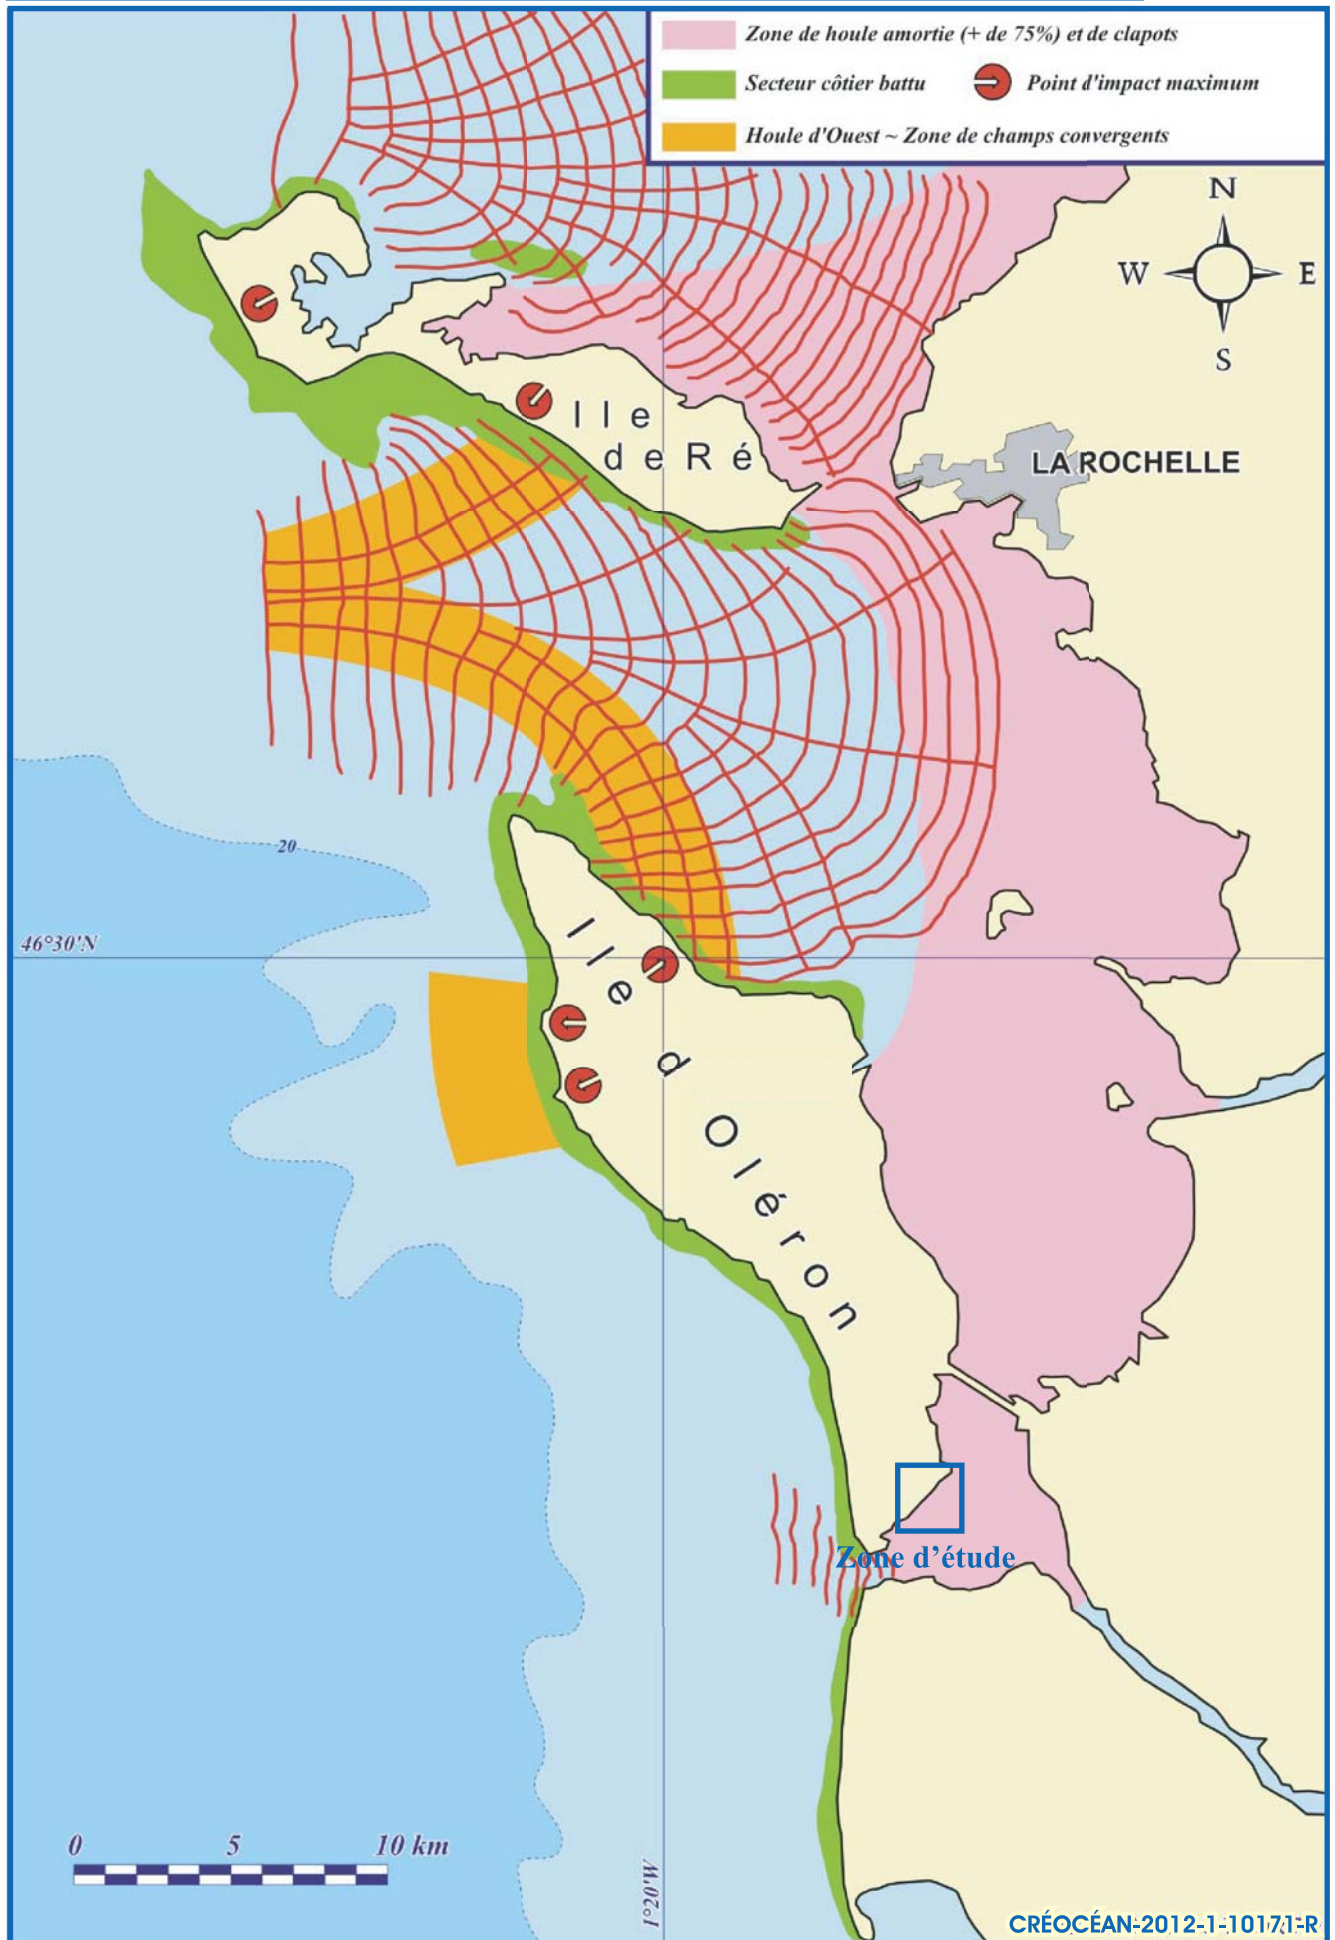 Zone de houle amortie (+ de 75%) et de clapots
Secteur côtier battu
Point d'impact maximum
Houle d'Ouest ~ Zone de champs convergents
N
W E
S
Ile
de Ré
LA ROCHELLE
20
46°30'N
Ile d Oléron
Zone d'étude
0 5 10 km
1°20'W
CRÉOCÉAN-2012-1-10171-R